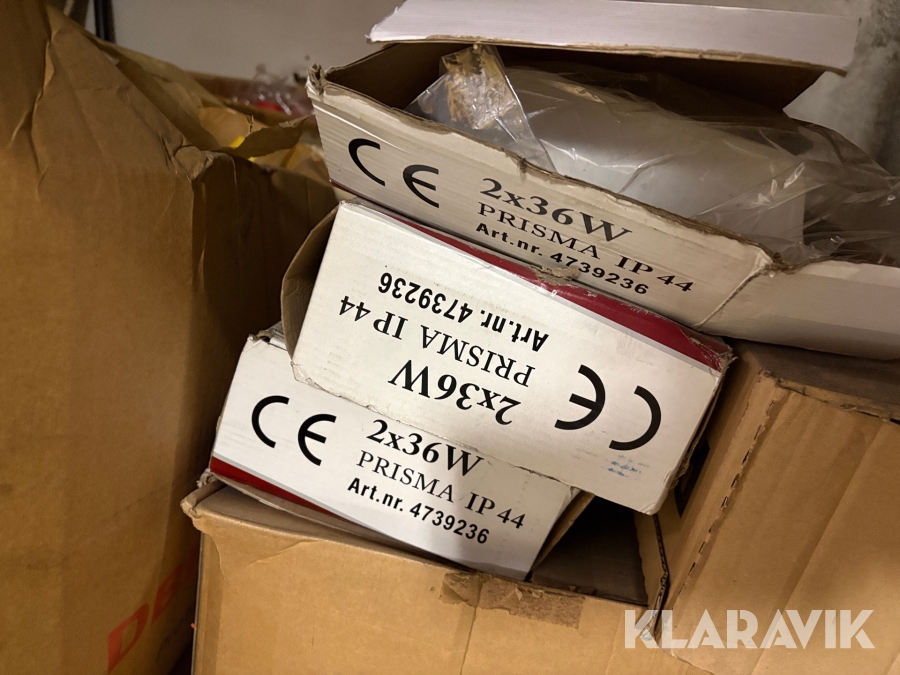 CE
2x36W
PRISMA IP 44
Art.nr. 4739236
CE
2x36W
PRISMA IP 44
Art.nr. 4739236
CE
2x36W
PRISMA IP 44
Art.nr. 4739236
KLARAVIK